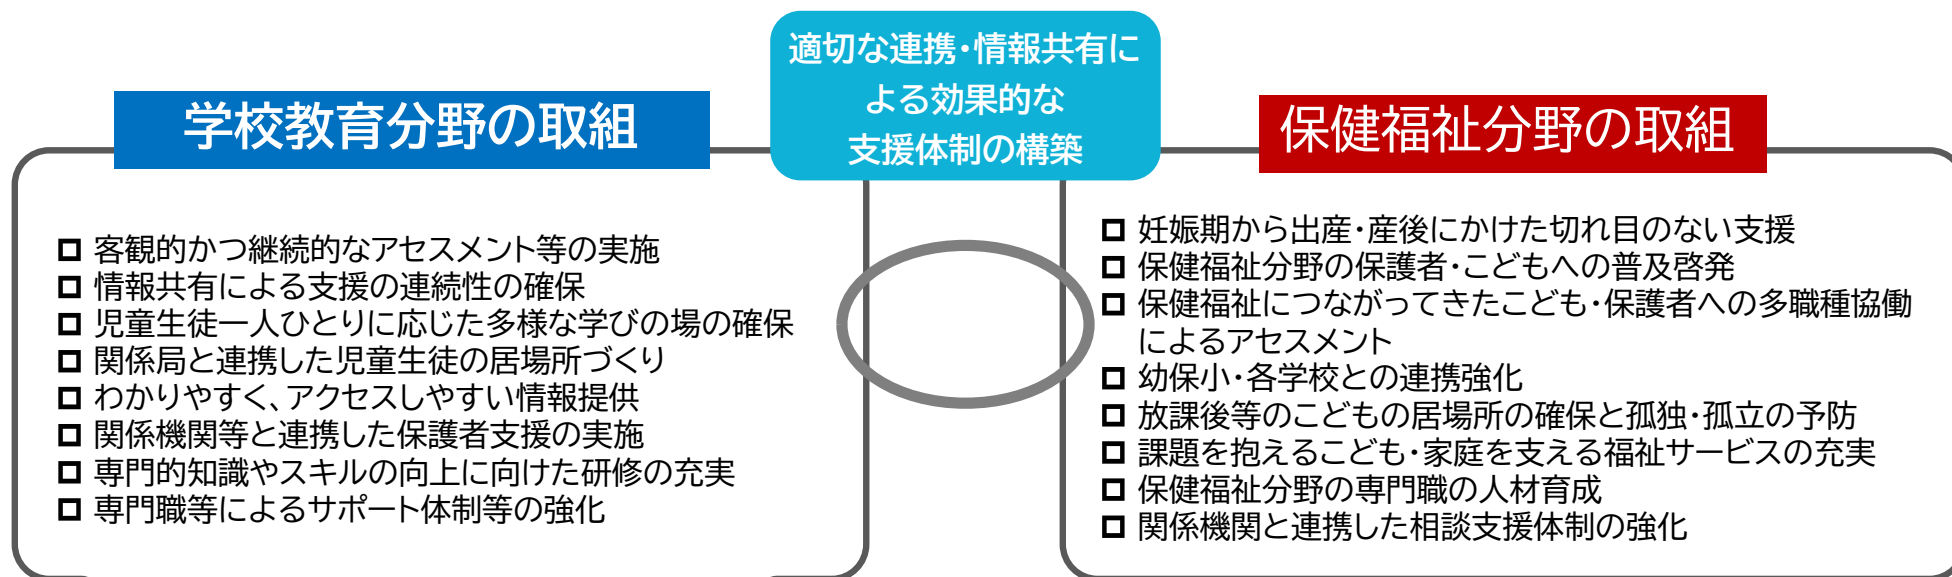 適切な連携・情報共有に
よる効果的な
支援体制の構築
学校教育分野の取組
客観的かつ継続的なアセスメント等の実施
情報共有による支援の連続性の確保
児童生徒一人ひとりに応じた多様な学びの場の確保
関係局と連携した児童生徒の居場所づくり
わかりやすく、アクセスしやすい情報提供
関係機関等と連携した保護者支援の実施
専門的知識やスキルの向上に向けた研修の充実
専門職等によるサポート体制等の強化
保健福祉分野の取組
妊娠期から出産・産後にかけた切れ目のない支援
保健福祉分野の保護者・こどもへの普及啓発
保健福祉につながってきたこども・保護者への多職種協働
によるアセスメント
幼保小・各学校との連携強化
放課後等のこどもの居場所の確保と孤独・孤立の予防
課題を抱えるこども・家庭を支える福祉サービスの充実
保健福祉分野の専門職の人材育成
関係機関と連携した相談支援体制の強化